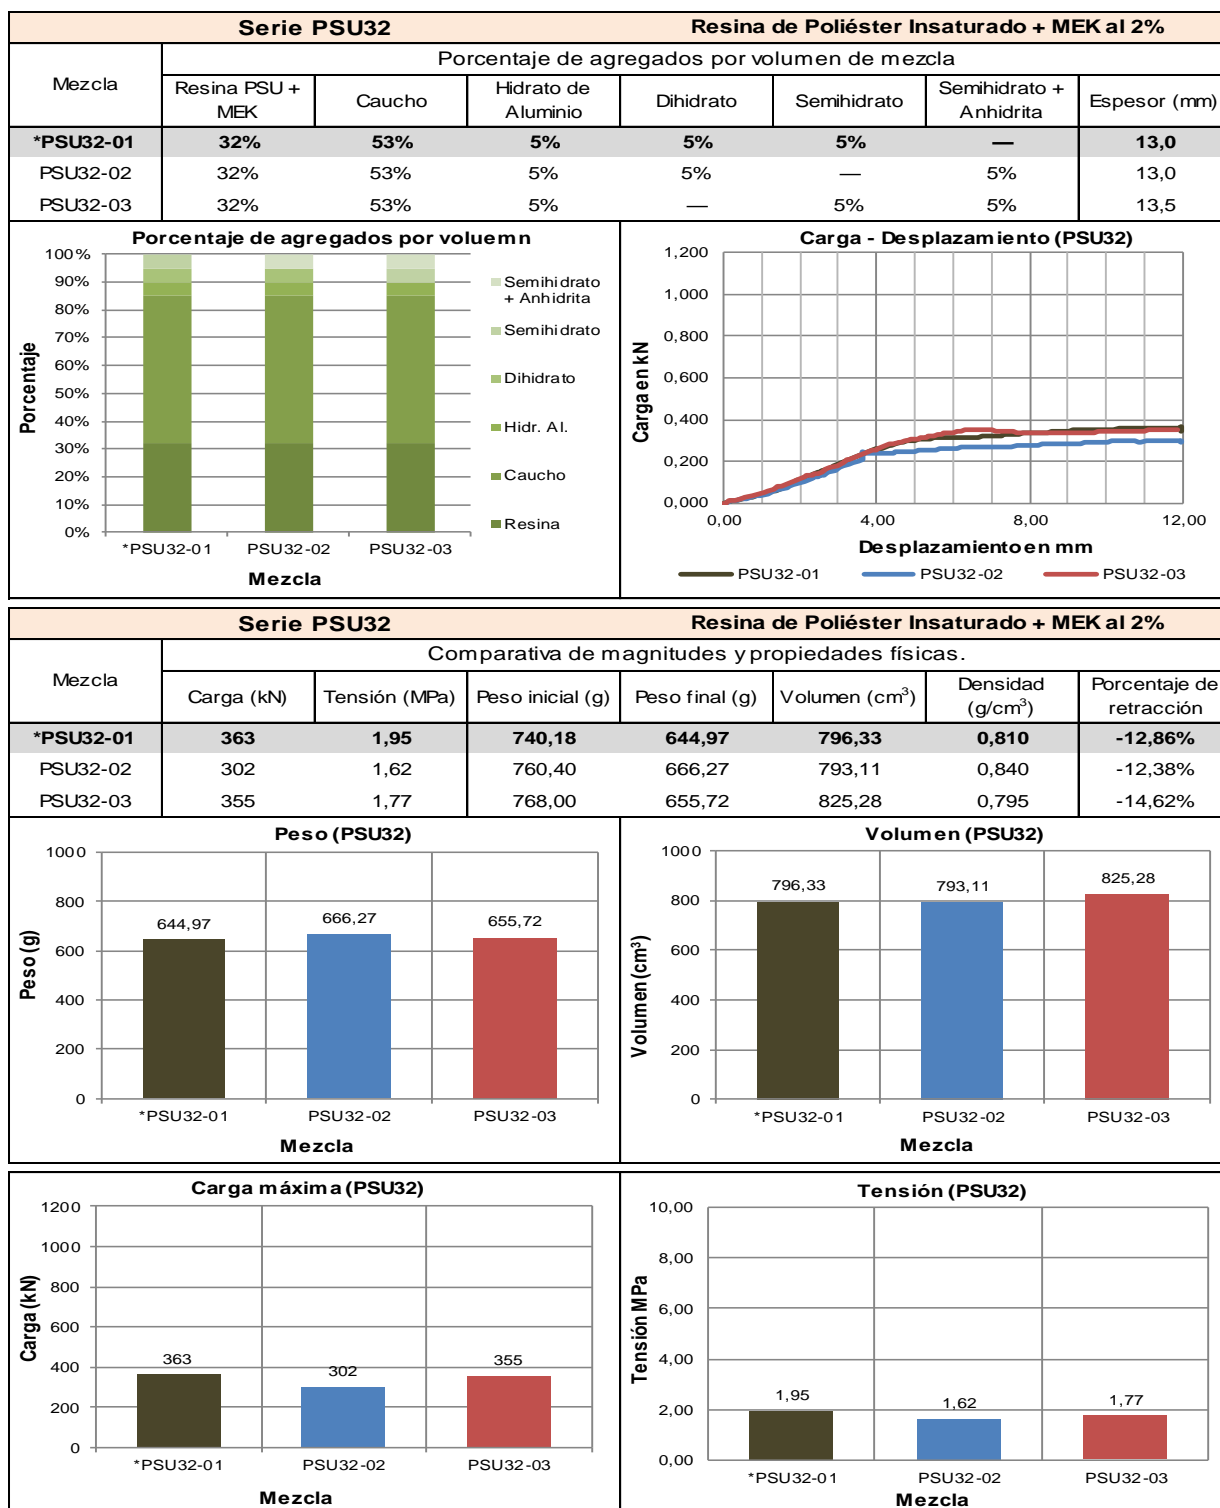 Serie PSU32 Resina de Poliéster Insaturado + MEK al 2%
Mezcla
Porcentaje de agregados por volumen de mezcla
Resina PSU + MEK Caucho Hidrato de Aluminio Dihidrato Semihidrato Semihidrato + Anhidrita Espesor (mm)
*PSU32-01 32% 53% 5% 5% 5% — 13,0
PSU32-02 32% 53% 5% 5% — 5% 13,0
PSU32-03 32% 53% 5% — 5% 5% 13,5
Porcentaje de agregados por voluemn
Porcentaje
100%
90%
80%
70%
60%
50%
40%
30%
20%
10%
0%
*PSU32-01 PSU32-02 PSU32-03
Mezcla
Semihidrato
+ Anhidrita
Semihidrato
Dihidrato
Hidr. Al.
Caucho
Resina
Carga - Desplazamiento (PSU32)
Carga en kN
1,200
1,000
0,800
0,600
0,400
0,200
0,000
0,00 4,00 8,00 12,00
Desplazamiento en mm
PSU32-01 PSU32-02 PSU32-03
Serie PSU32 Resina de Poliéster Insaturado + MEK al 2%
Mezcla
Comparativa de magnitudes y propiedades físicas.
Carga (kN) Tensión (MPa) Peso inicial (g) Peso final (g) Volumen (cm³) Densidad (g/cm³) Porcentaje de retracción
*PSU32-01 363 1,95 740,18 644,97 796,33 0,810 -12,86%
PSU32-02 302 1,62 760,40 666,27 793,11 0,840 -12,38%
PSU32-03 355 1,77 768,00 655,72 825,28 0,795 -14,62%
Peso (PSU32)
Peso (g)
1000
800
600
400
200
0
644,97 666,27 655,72
*PSU32-01 PSU32-02 PSU32-03
Mezcla
Volumen (PSU32)
Volumen (cm³)
1000
800
600
400
200
0
796,33 793,11 825,28
*PSU32-01 PSU32-02 PSU32-03
Mezcla
Carga máxima (PSU32)
Carga (kN)
1200
1000
800
600
400
200
0
363 302 355
*PSU32-01 PSU32-02 PSU32-03
Mezcla
Tensión (PSU32)
Tensión MPa
10,00
8,00
6,00
4,00
2,00
0,00
1,95 1,62 1,77
*PSU32-01 PSU32-02 PSU32-03
Mezcla